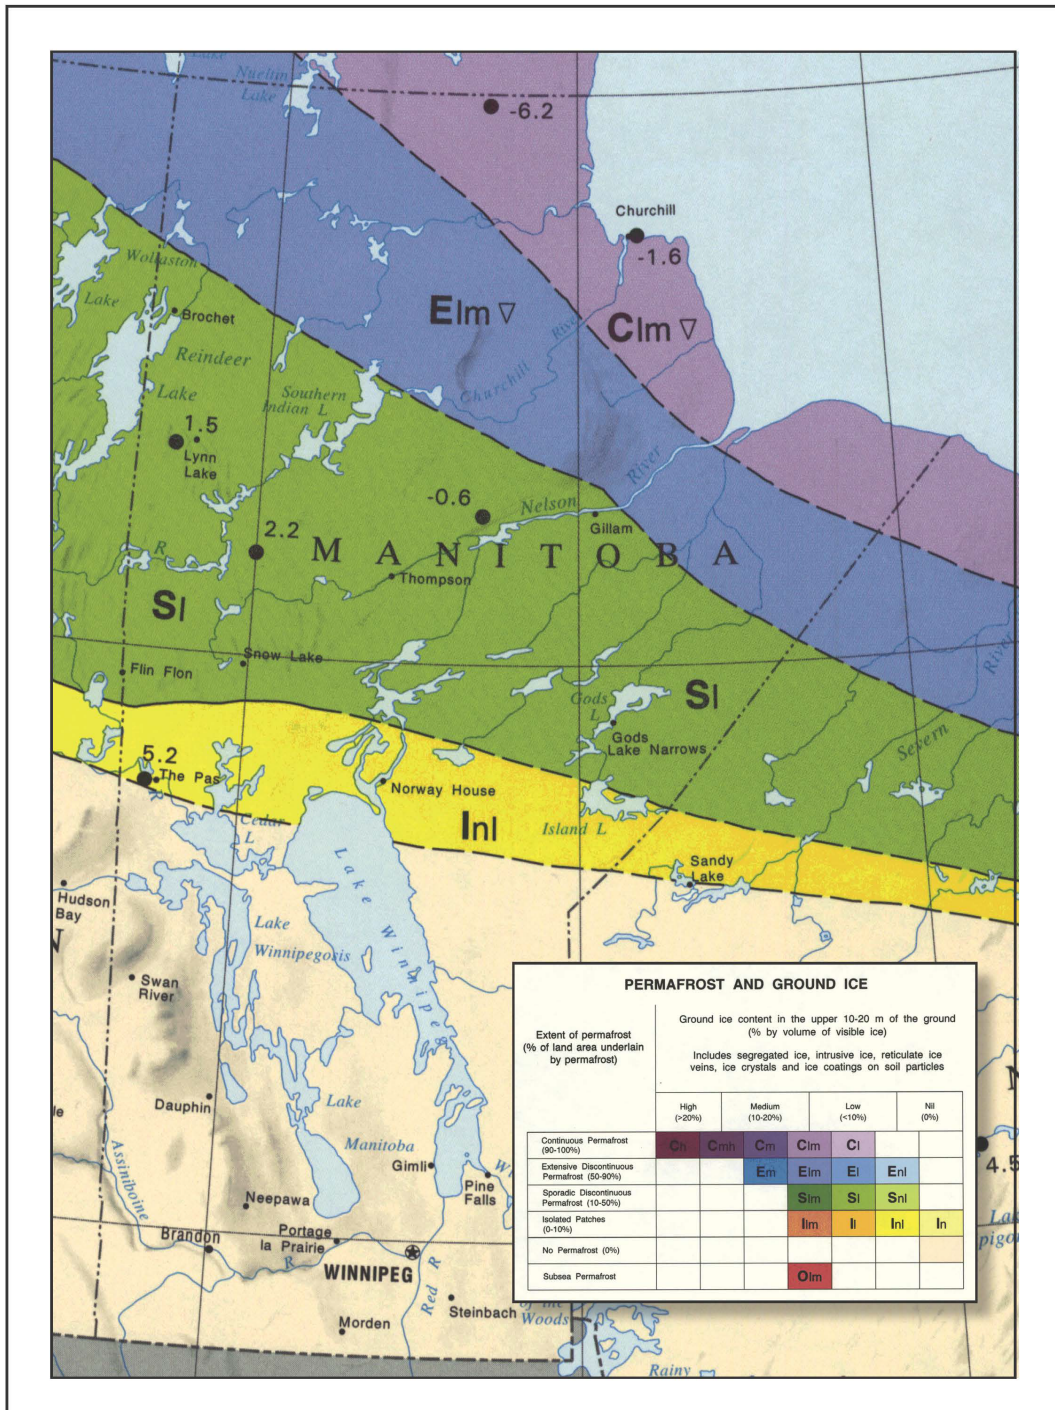 Lake
Nueltin
Lake
-6.2
Churchill
-1.6
Wollaston
Lake
Brochet
Elm ▽
Clm ▽
River
Reindeer
Lake
Churchill
Southern
Indian L
1.5
Lynn
Lake
River
-0.6
Nelson
Gillam
2.2
MANITOBA
R
Thompson
Sl
Snow Lake
Flin Flon
Sl
Gods
L
Gods
Lake Narrows
River
Severn
5.2
The Pas
R
Norway House
Inl
Island L
Cedar
L
Sandy
Lake
Hudson
Bay
Lake Winnipeg
Lake
Winnipegosis
N
Swan
River
Dauphin
Lake
Manitoba
le
Assiniboine
Gimli
Pine
Falls
Wi
Neepawa
Portage
la Prairie
Brandon
R
WINNIPEG
Red R
Steinbach
of the
Woods
Morden
Rainy
N
4.5
Lak
pigo
PERMAFROST AND GROUND ICE
Extent of permafrost
(% of land area underlain
by permafrost)
Ground ice content in the upper 10-20 m of the ground
(% by volume of visible ice)
Includes segregated ice, intrusive ice, reticulate ice
veins, ice crystals and ice coatings on soil particles
High
(>20%)
Medium
(10-20%)
Low
(<10%)
Nil
(0%)
Continuous Permafrost
(90-100%)
Ch Cmh Cm Clm Cl
Extensive Discontinuous
Permafrost (50-90%)
Em Elm El Enl
Sporadic Discontinuous
Permafrost (10-50%)
Slm Sl Snl
Isolated Patches
(0-10%)
Ilm Il Inl In
No Permafrost (0%)
Subsea Permafrost
Olm